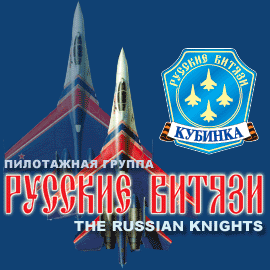 РУССКИЕ ВИТЯЗИ
КУБИНКА
ПИЛОТАЖНАЯ ГРУППА
РУССКИЕ ВИТЯЗИ
THE RUSSIAN KNIGHTS